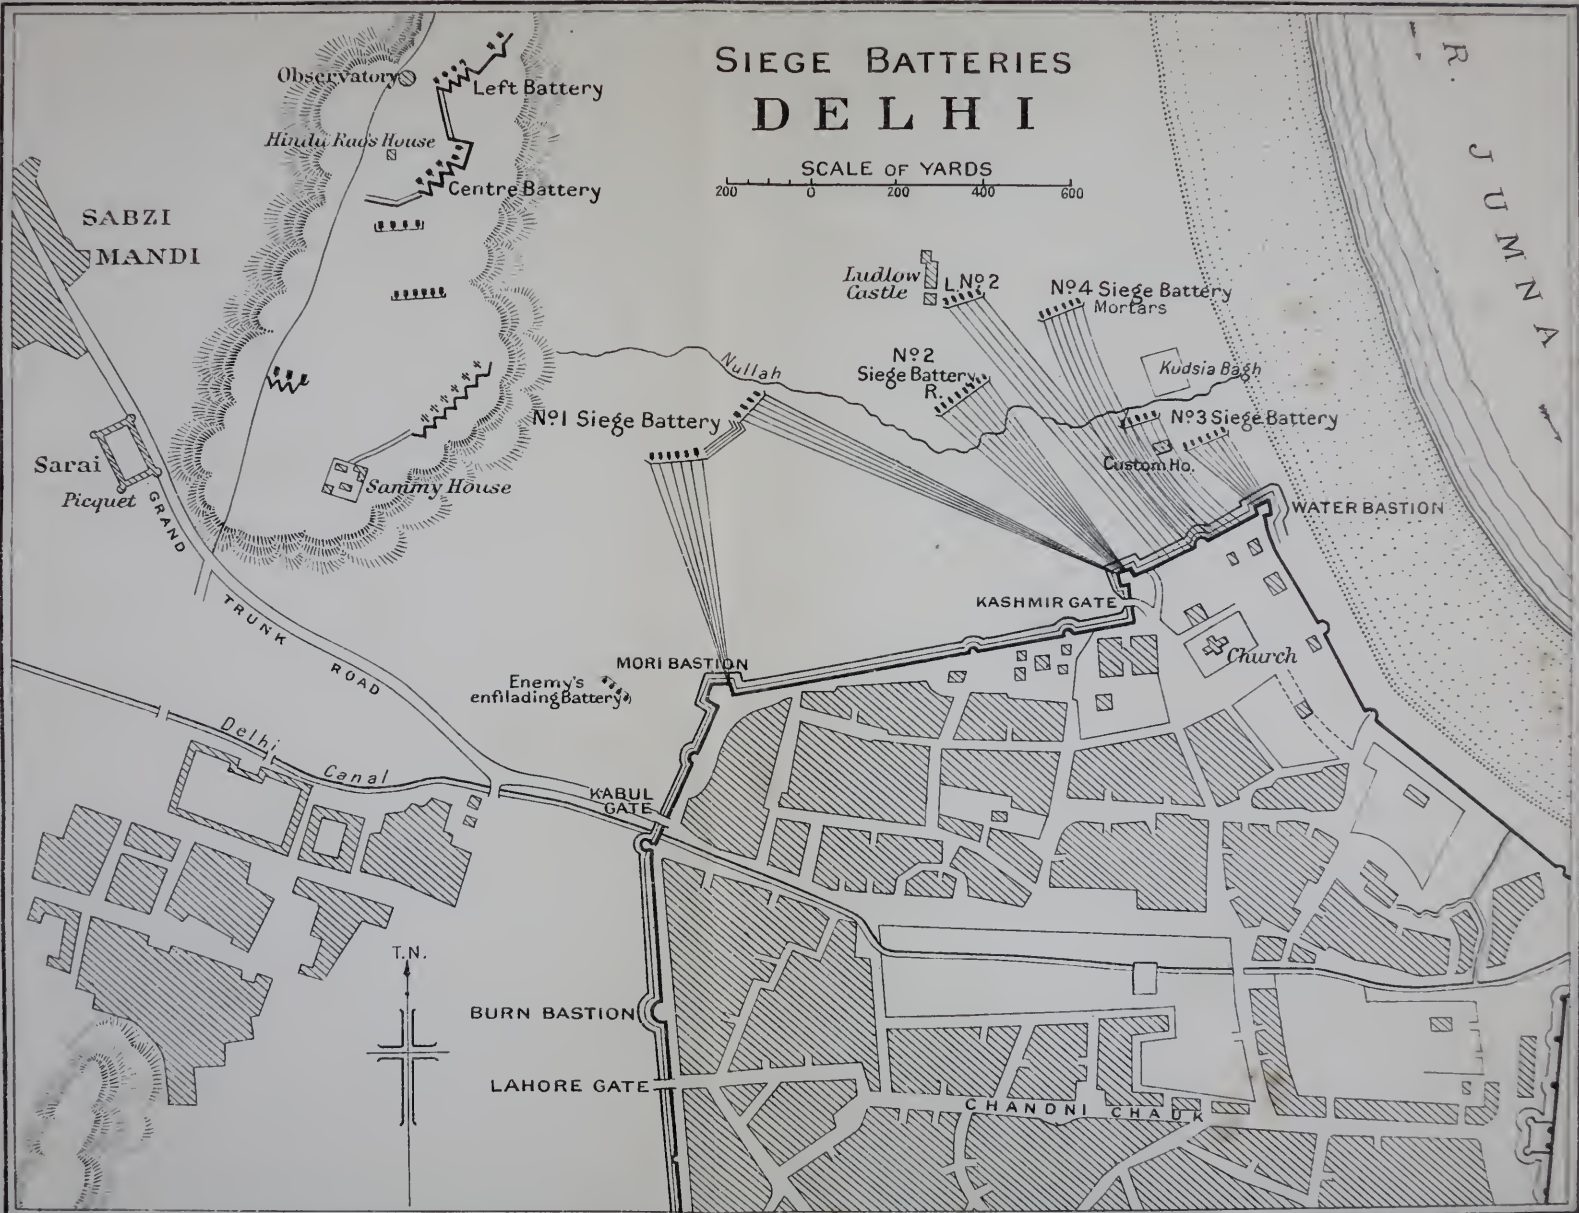 SIEGE BATTERIES
DELHI
SCALE OF YARDS
200 0 200 400 600
R. JUMNA
Observatory
Left Battery
Hindu Rao's House
Centre Battery
SABZI
MANDI
Ludlow
Castle
L No 2
No 4 Siege Battery
Mortars
No 2
Siege Battery
R.
Nullah
Kudsia Bagh
No 1 Siege Battery
No 3 Siege Battery
Custom Ho.
Sarai
Picquet
Sammy House
WATER BASTION
GRAND TRUNK ROAD
KASHMIR GATE
Church
MORI BASTION
Enemy's
enfilading Battery
Delhi Canal
KABUL
GATE
T.N.
BURN BASTION
LAHORE GATE
CHANDNI CHAUK